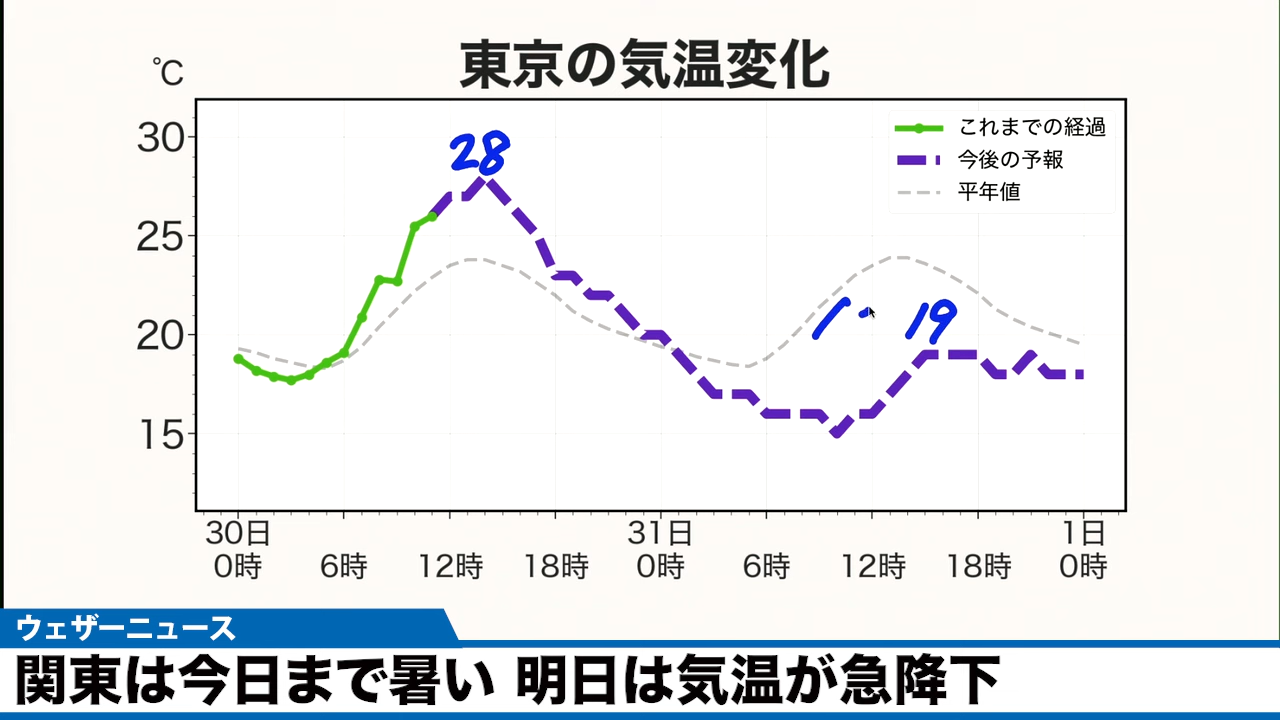 東京の気温変化
℃
これまでの経過
今後の予報
平年値
30
25
20
15
28
19
30日 31日 1日
0時 6時 12時 18時 0時 6時 12時 18時 0時
ウェザーニュース
関東は今日まで暑い 明日は気温が急降下